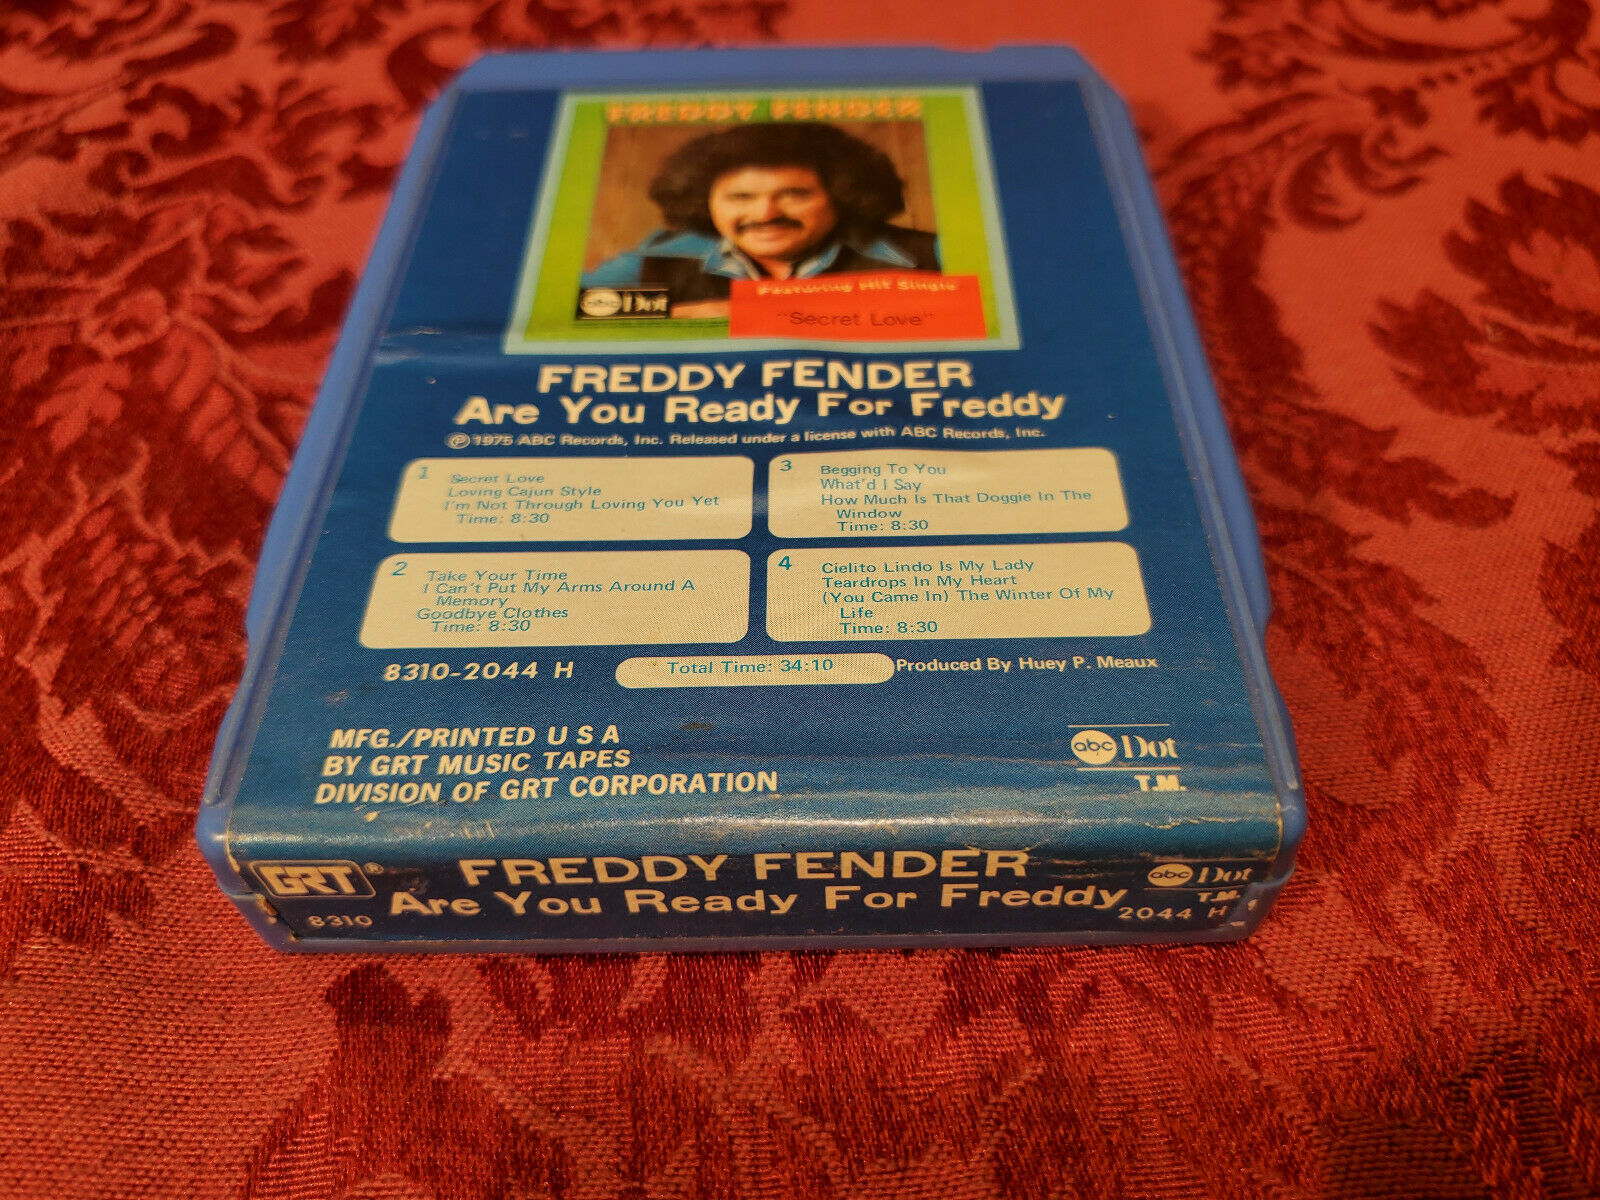 FREDDY FENDER
abc Dot
Featuring Hit Single
"Secret Love"
FREDDY FENDER
Are You Ready For Freddy
℗ 1975 ABC Records, Inc. Released under a license with ABC Records, Inc.
1
Secret Love
Loving Cajun Style
I'm Not Through Loving You Yet
Time: 8:30
2
Take Your Time
I Can't Put My Arms Around A
Memory
Goodbye Clothes
Time: 8:30
3
Begging To You
What'd I Say
How Much Is That Doggie In The
Window
Time: 8:30
4
Cielito Lindo Is My Lady
Teardrops In My Heart
(You Came In) The Winter Of My
Life
Time: 8:30
8310-2044 H
Total Time: 34:10
Produced By Huey P. Meaux
MFG./PRINTED U S A
BY GRT MUSIC TAPES
DIVISION OF GRT CORPORATION
abc Dot
T.M.
GRT®
8310
FREDDY FENDER
Are You Ready For Freddy
abc Dot
T.M.
2044 H